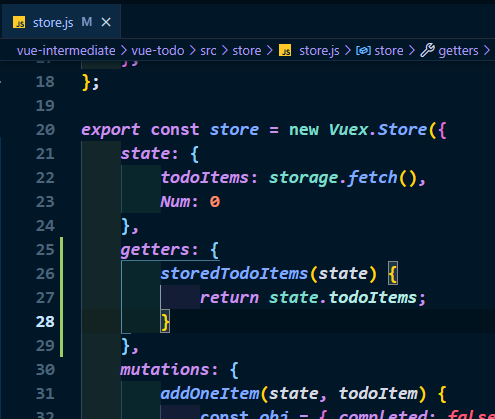 JS store.js M ×
vue-intermediate > vue-todo > src > store > JS store.js > store > getters >
18 };
19
20 export const store = new Vuex.Store({
21 state: {
22 todoItems: storage.fetch(),
23 Num: 0
24 },
25 getters: {
26 storedTodoItems(state) {
27 return state.todoItems;
28 }
29 },
30 mutations: {
31 addOneItem(state, todoItem) {
32 const obj = { completed: false